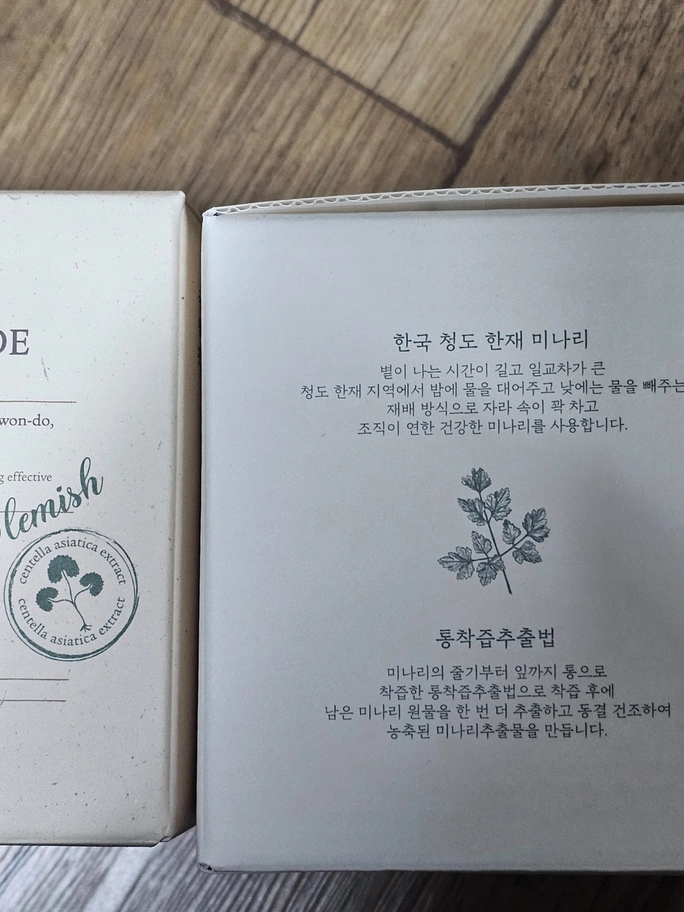 DE
won-do,
effective
lemish
centella asiatica extract
centella asiatica extract
한국 청도 한재 미나리
볕이 나는 시간이 길고 일교차가 큰
청도 한재 지역에서 밤에 물을 대어주고 낮에는 물을 빼주는
재배 방식으로 자라 속이 꽉 차고
조직이 연한 건강한 미나리를 사용합니다.
통착즙추출법
미나리의 줄기부터 잎까지 통으로
착즙한 통착즙추출법으로 착즙 후에
남은 미나리 원물을 한 번 더 추출하고 동결 건조하여
농축된 미나리추출물을 만듭니다.